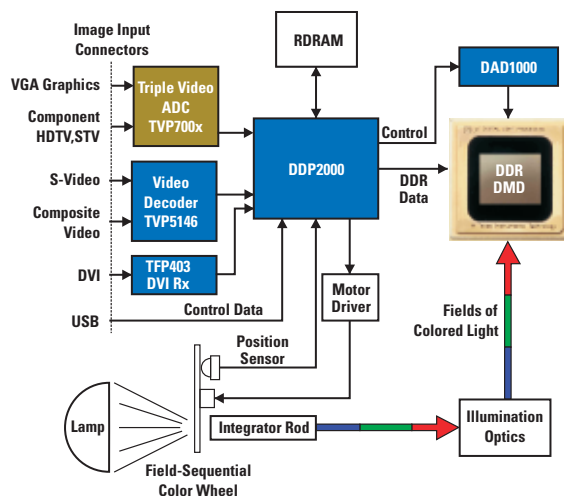 Image Input
Connectors
VGA Graphics
Component
HDTV,STV
S-Video
Composite
Video
DVI
USB
Triple Video
ADC
TVP700x
Video
Decoder
TVP5146
TFP403
DVI Rx
RDRAM
DDP2000
Control
DDR
Data
DAD1000
DDR
DMD
Control Data
Position
Sensor
Motor
Driver
Fields of
Colored Light
Lamp
Integrator Rod
Illumination
Optics
Field-Sequential
Color Wheel